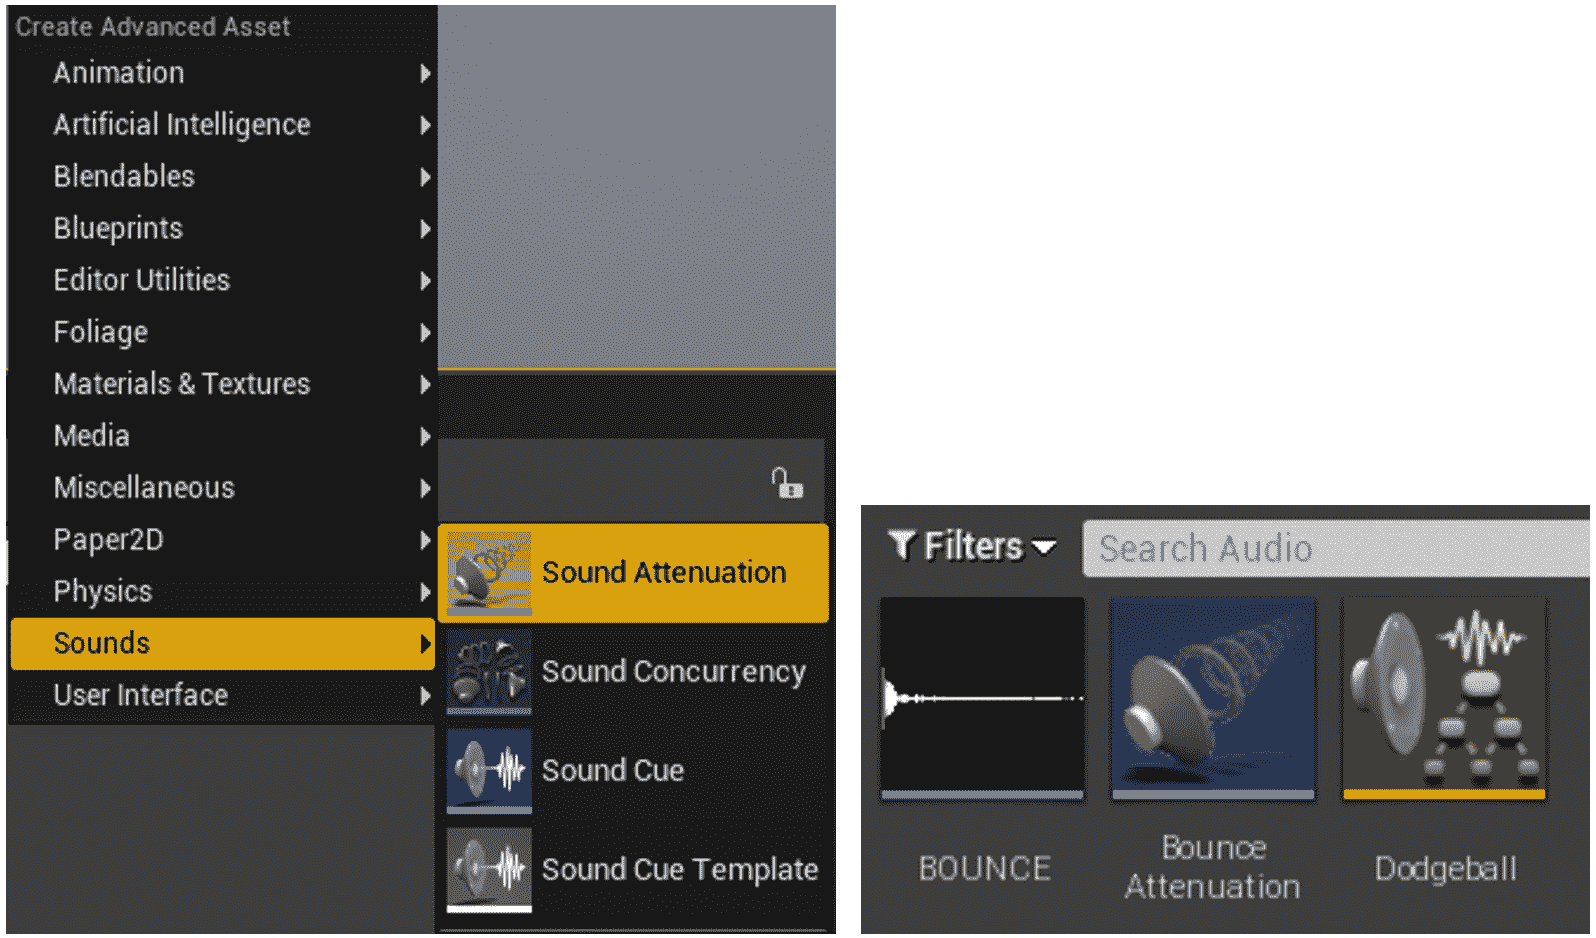 Create Advanced Asset
Animation
Artificial Intelligence
Blendables
Blueprints
Editor Utilities
Foliage
Materials & Textures
Media
Miscellaneous
Paper2D
Physics
Sounds
User Interface
Sound Attenuation
Sound Concurrency
Sound Cue
Sound Cue Template
Filters
Search Audio
BOUNCE
Bounce
Attenuation
Dodgeball